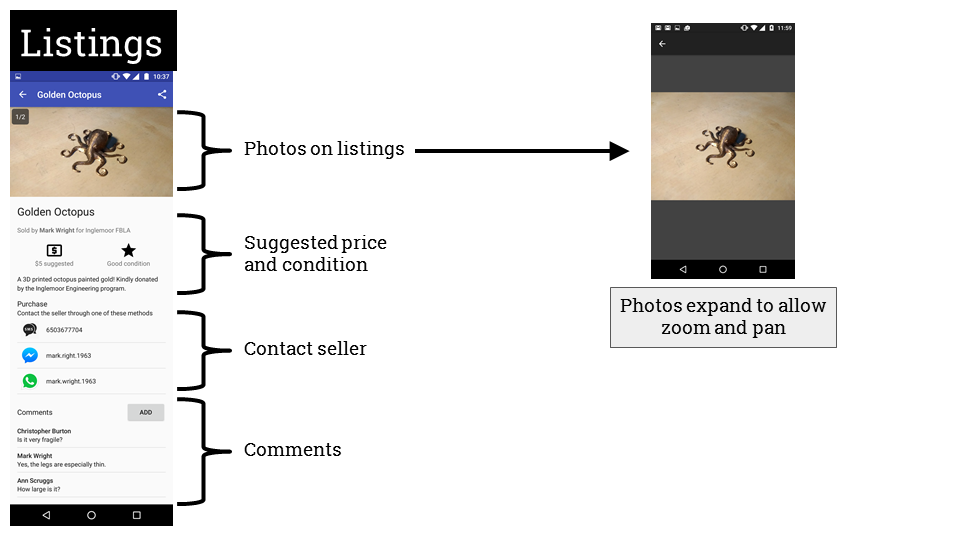 Listings
10:37
Golden Octopus
1/2
Golden Octopus
Sold by Mark Wright for Inglemoor FBLA
$5 suggested
Good condition
A 3D printed octopus painted gold! Kindly donated
by the Inglemoor Engineering program.
Purchase
Contact the seller through one of these methods
SMS
6503677704
mark.right.1963
mark.wright.1963
Comments
ADD
Christopher Burton
Is it very fragile?
Mark Wright
Yes, the legs are especially thin.
Ann Scruggs
How large is it?
Photos on listings
Suggested price
and condition
Contact seller
Comments
11:59
Photos expand to allow
zoom and pan